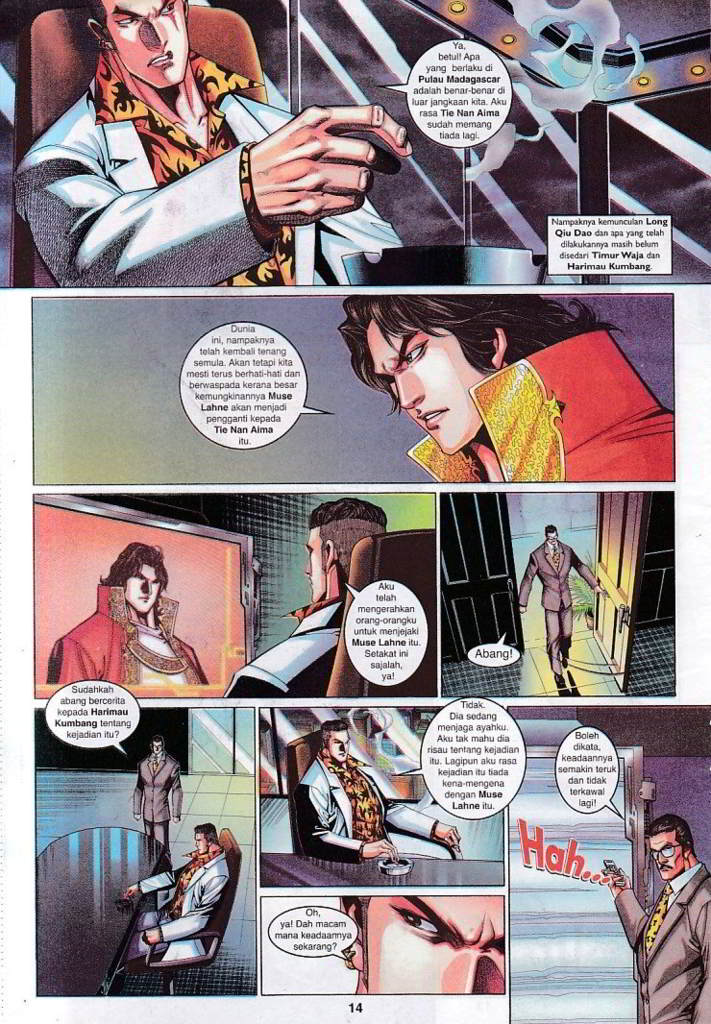 Ya,
betul! Apa
yang berlaku di
Pulau Madagascar
adalah benar-benar di
luar jangkaan kita. Aku
rasa Tie Nan Aima
sudah memang
tiada lagi.
Nampaknya kemunculan Long
Qiu Dao dan apa yang telah
dilakukannya masih belum
disedari Timur Waja dan
Harimau Kumbang.
Dunia
ini, nampaknya
telah kembali tenang
semula. Akan tetapi kita
mesti terus berhati-hati dan
berwaspada kerana besar
kemungkinannya Muse
Lahne akan menjadi
pengganti kepada
Tie Nan Aima
itu.
Aku
telah
mengerahkan
orang-orangku
untuk menjejaki
Muse Lahne itu.
Setakat ini
sajalah,
ya!
Abang!
Sudahkah
abang bercerita
kepada Harimau
Kumbang tentang
kejadian itu?
Tidak.
Dia sedang
menjaga ayahku.
Aku tak mahu dia
risau tentang kejadian
itu. Lagipun aku rasa
kejadian itu tiada
kena-mengena
dengan Muse
Lahne itu.
Oh,
ya! Dah macam
mana keadaannya
sekarang?
Boleh
dikata,
keadaannya
semakin teruk
dan tidak
terkawal
lagi!
Hah....
14